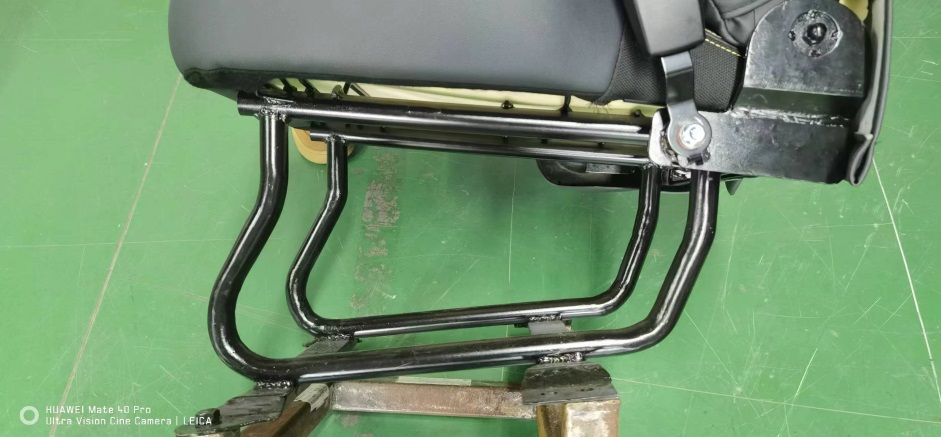 HUAWEI Mate 40 Pro
Ultra Vision Cine Camera | LEICA